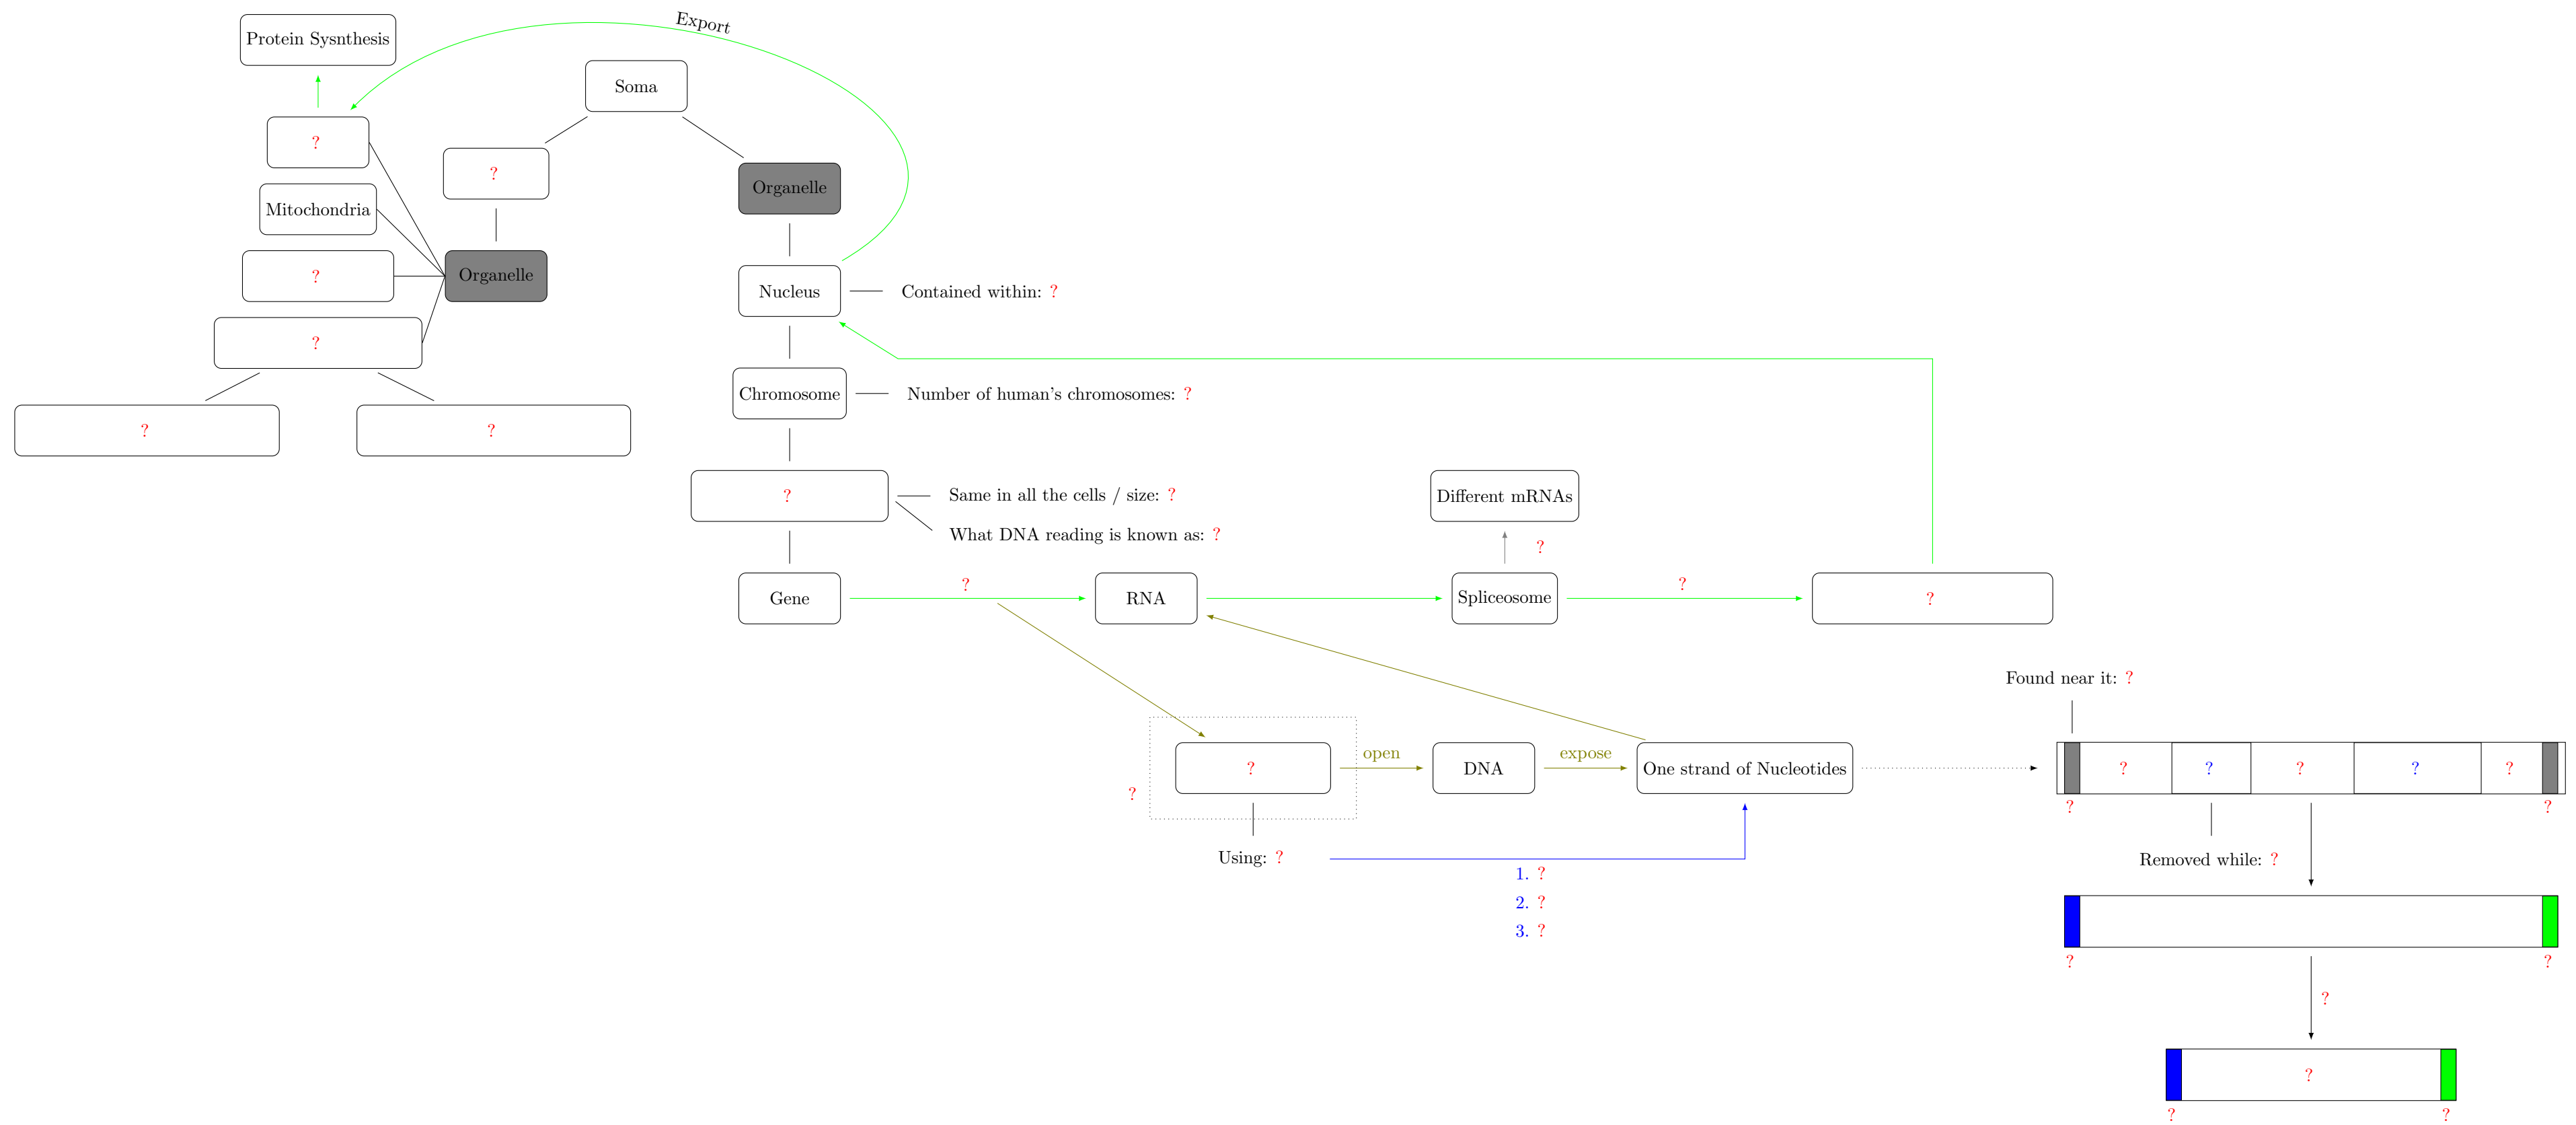 Export
Protein Sysnthesis
Soma
?
?
Organelle
Mitochondria
?
Organelle
Nucleus
Contained within: ?
?
Chromosome
Number of human's chromosomes: ?
?
?
?
Same in all the cells / size: ?
Different mRNAs
What DNA reading is known as: ?
?
Gene
?
RNA
Spliceosome
?
?
Found near it: ?
?
open
DNA
expose
One strand of Nucleotides
?
?
?
?
?
?
?
?
Using: ?
Removed while: ?
1. ?
2. ?
3. ?
?
?
?
?
?
?